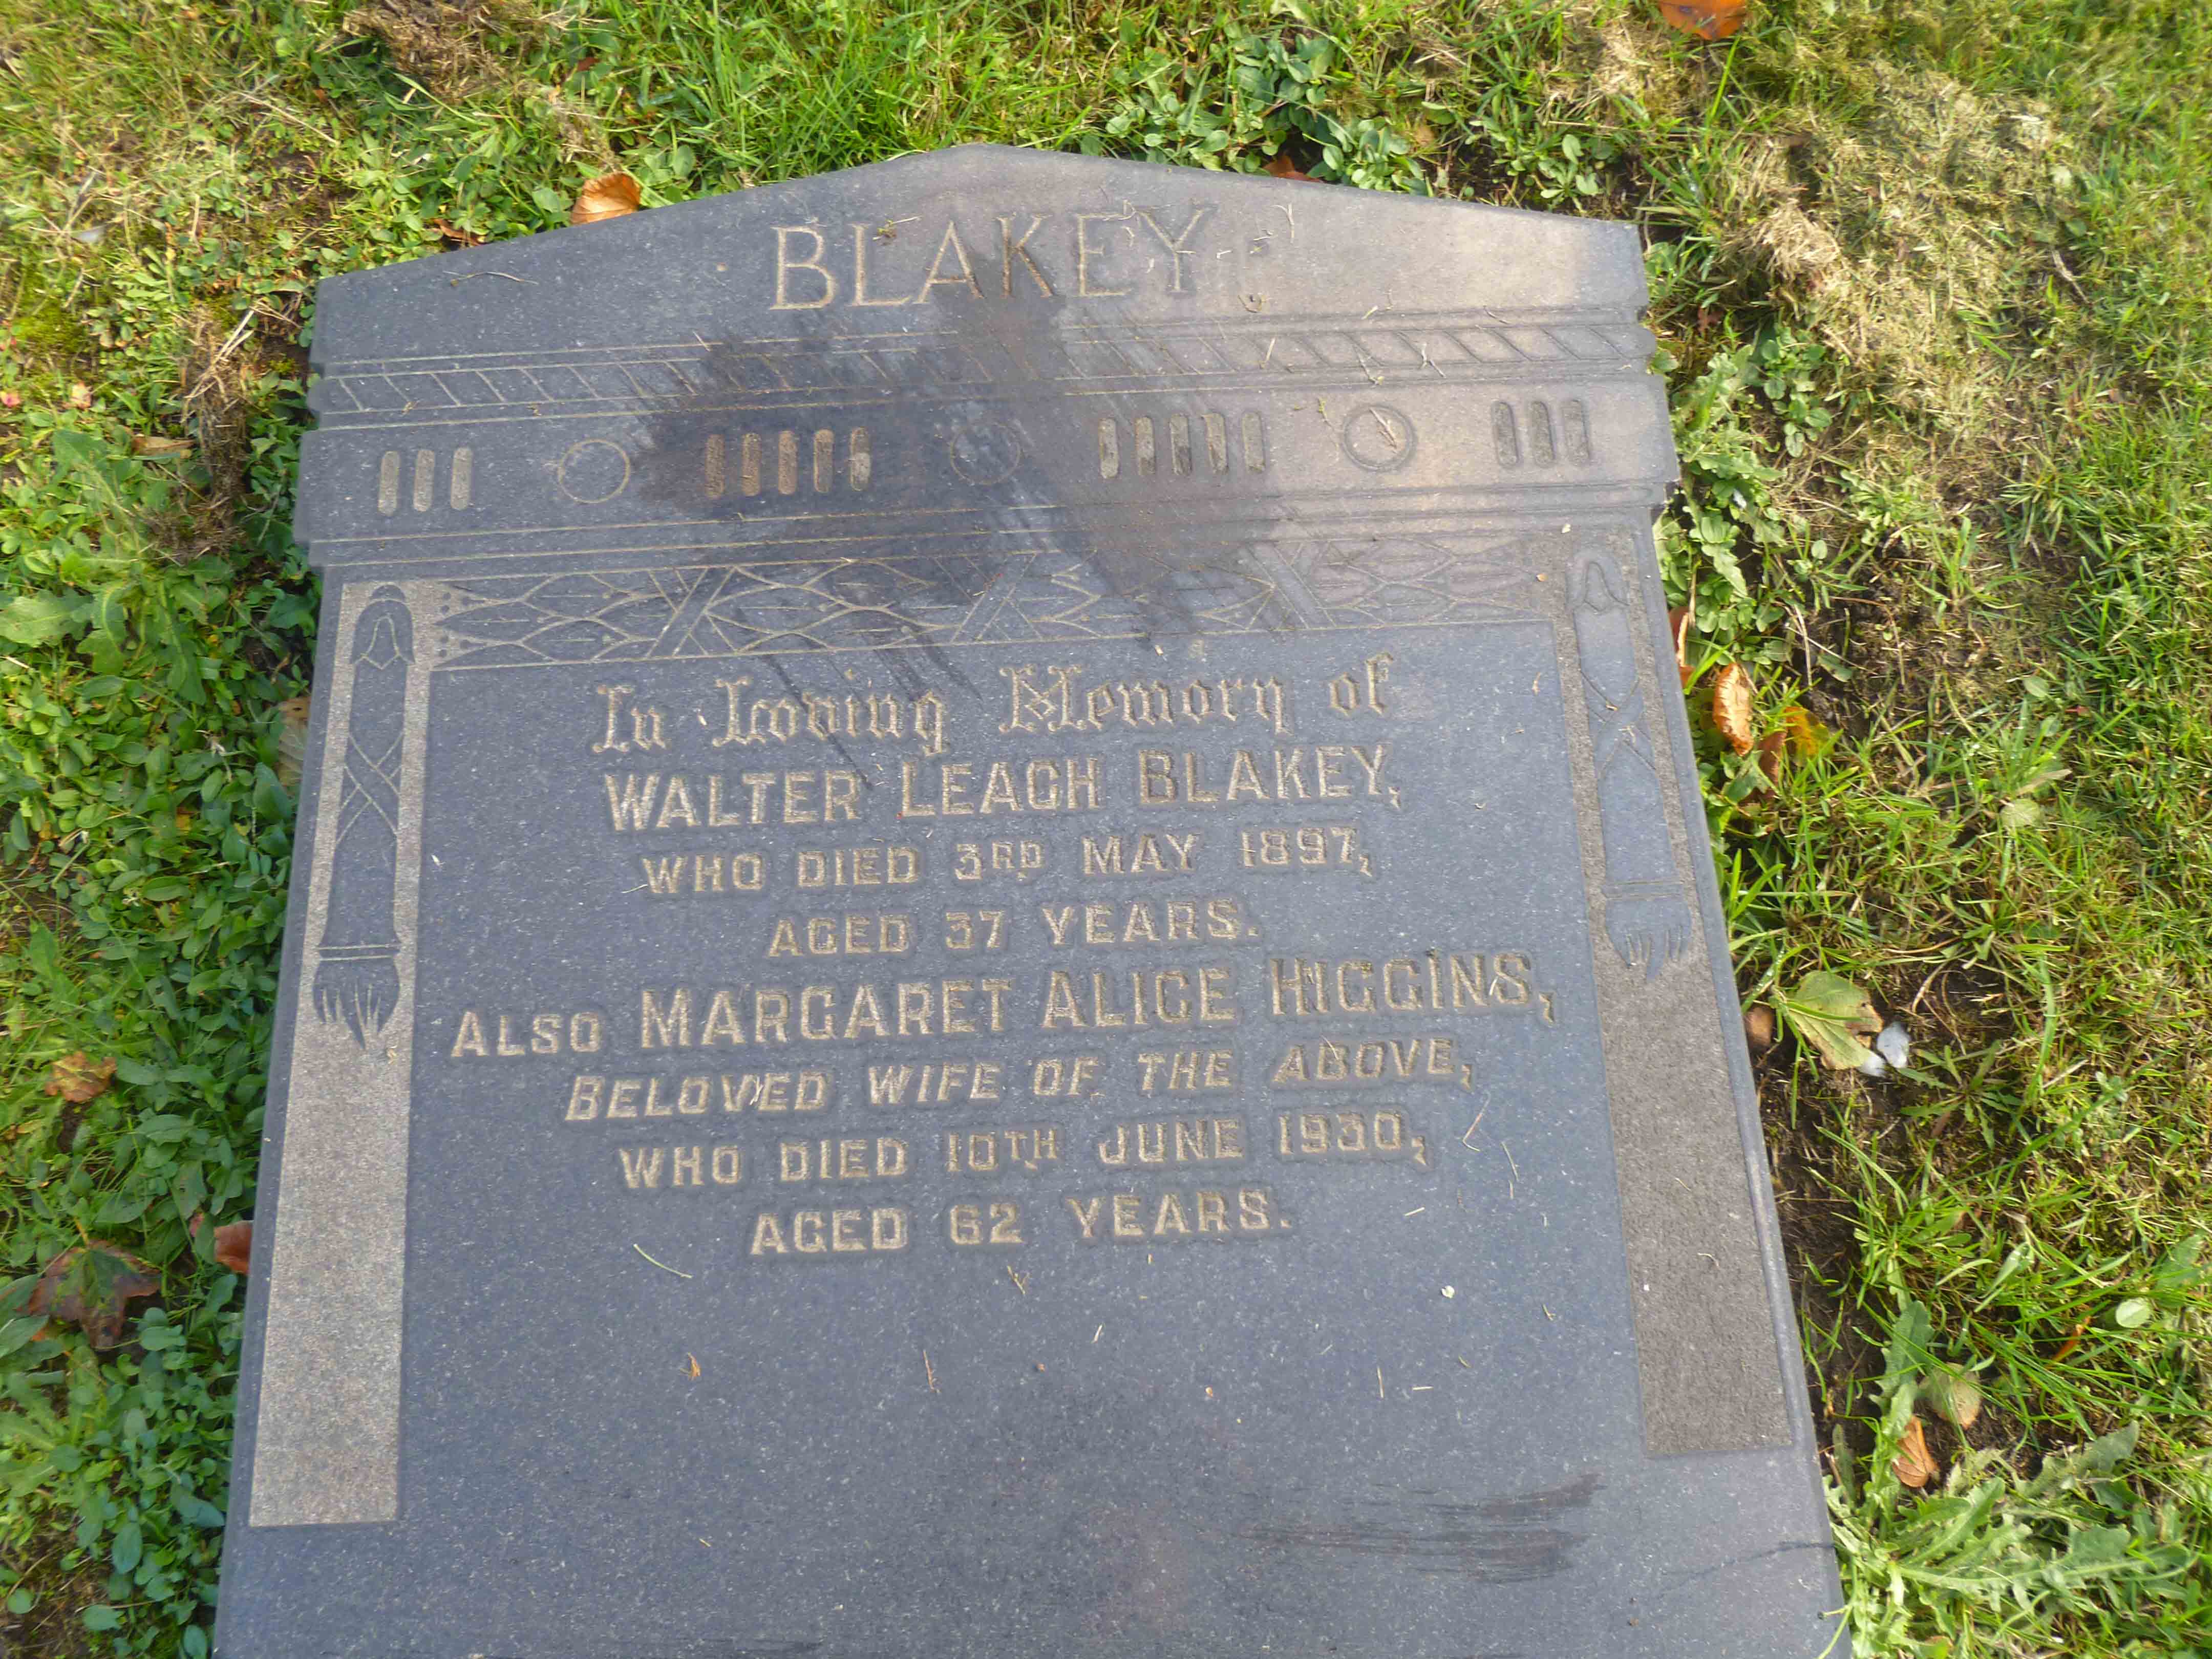 BLAKEY
In Loving Memory of
WALTER LEACH BLAKEY,
WHO DIED 3RD MAY 1897,
AGED 37 YEARS.
ALSO MARGARET ALICE HIGGINS,
BELOVED WIFE OF THE ABOVE,
WHO DIED 10TH JUNE 1930,
AGED 62 YEARS.